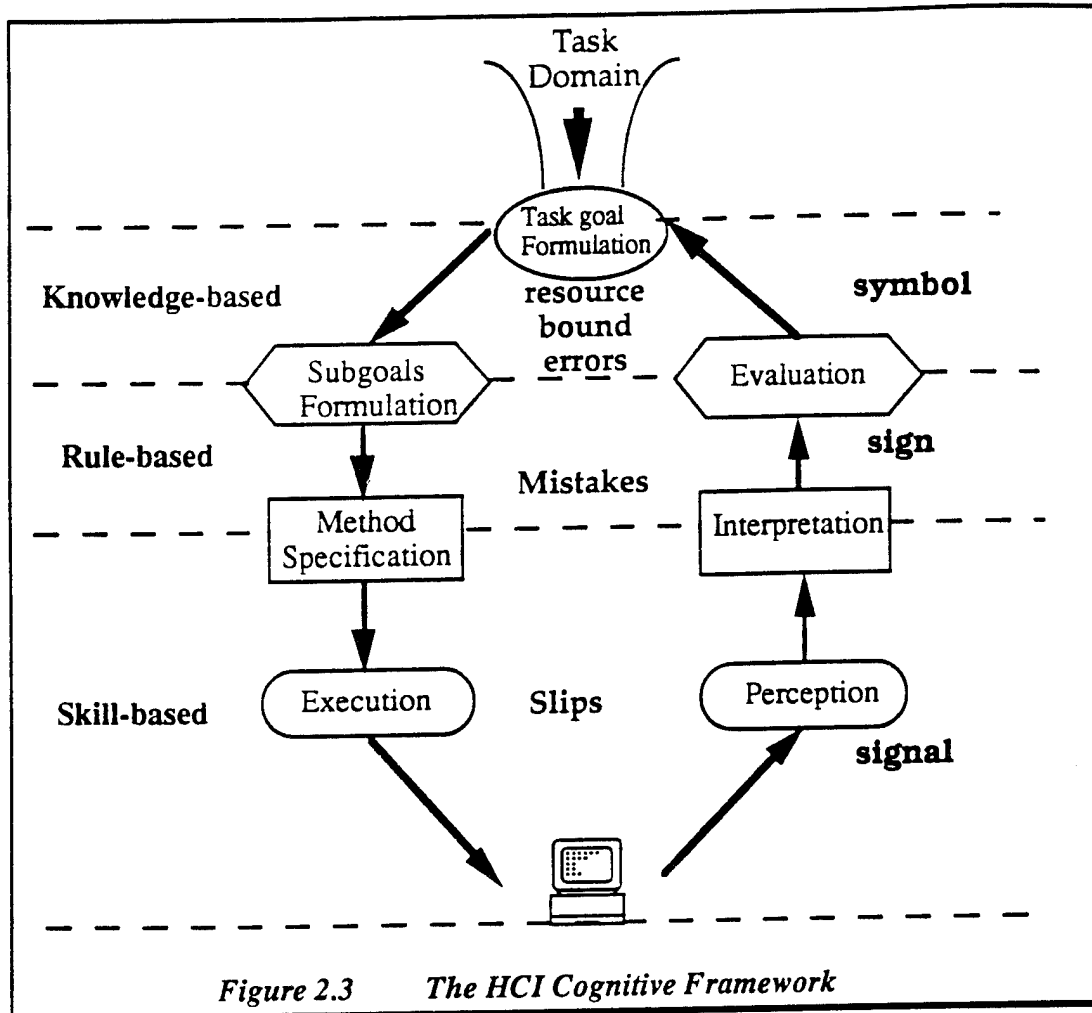 Task
Domain
Task goal
Formulation
Knowledge-based
resource
bound
errors
symbol
Subgoals
Formulation
Evaluation
Rule-based
sign
Mistakes
Method
Specification
Interpretation
Skill-based
Execution
Slips
Perception
signal
Figure 2.3 The HCI Cognitive Framework